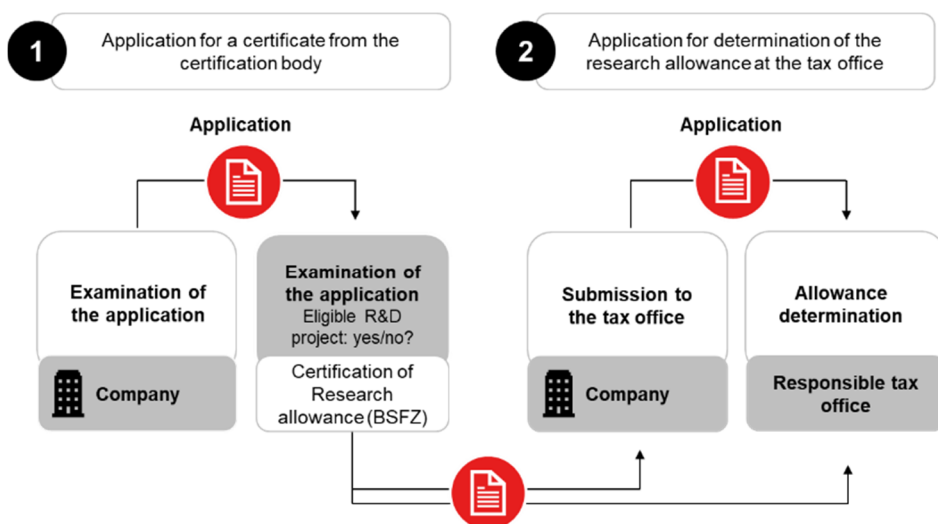 1
Application for a certificate from the
certification body
2
Application for determination of the
research allowance at the tax office
Application
Application
Examination of
the application
Company
Examination of
the application
Eligible R&D
project: yes/no?
Certification of
Research
allowance (BSFZ)
Submission to
the tax office
Company
Allowance
determination
Responsible tax
office